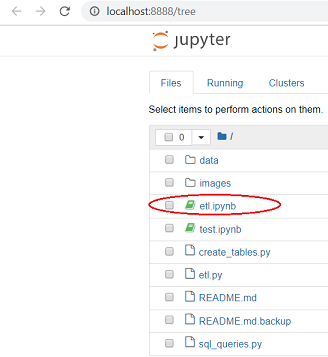 localhost:8888/tree
jupyter
Files Running Clusters
Select items to perform actions on them.
0 /
data
images
etl.ipynb
test.ipynb
create_tables.py
etl.py
README.md
README.md.backup
sql_queries.py